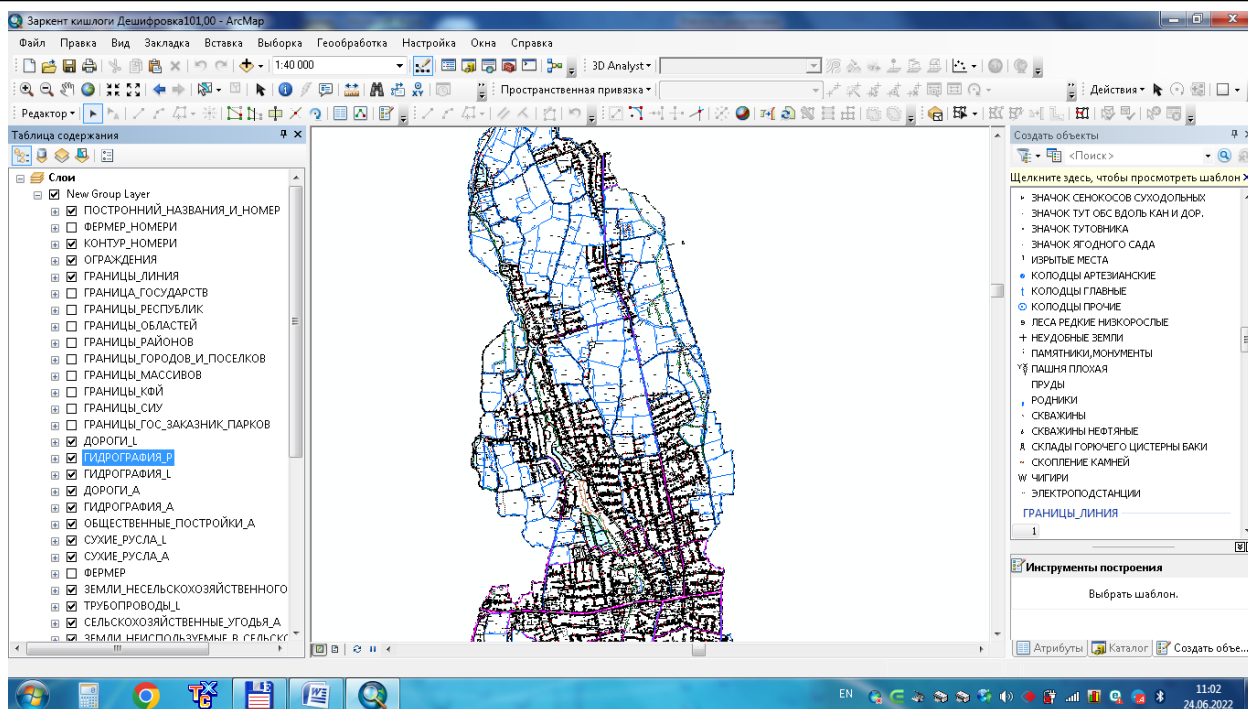 Заркент кишлоги Дешифровка101,00 - ArcMap
Файл Правка Вид Закладка Вставка Выборка Геообработка Настройка Окна Справка
1:40 000
3D Analyst
Пространственная привязка
Действия
Редактор
Таблица содержания
Слои
New Group Layer
ПОСТРОННИЙ_НАЗВАНИЯ_И_НОМЕР
ФЕРМЕР_НОМЕРИ
КОНТУР_НОМЕРИ
ОГРАЖДЕНИЯ
ГРАНИЦЫ_ЛИНИЯ
ГРАНИЦА_ГОСУДАРСТВ
ГРАНИЦЫ_РЕСПУБЛИК
ГРАНИЦЫ_ОБЛАСТЕЙ
ГРАНИЦЫ_РАЙОНОВ
ГРАНИЦЫ_ГОРОДОВ_И_ПОСЕЛКОВ
ГРАНИЦЫ_МАССИВОВ
ГРАНИЦЫ_КФЙ
ГРАНИЦЫ_СИУ
ГРАНИЦЫ_ГОС_ЗАКАЗНИК_ПАРКОВ
ДОРОГИ_L
ГИДРОГРАФИЯ_P
ГИДРОГРАФИЯ_L
ДОРОГИ_A
ГИДРОГРАФИЯ_A
ОБЩЕСТВЕННЫЕ_ПОСТРОЙКИ_A
СУХИЕ_РУСЛА_L
СУХИЕ_РУСЛА_A
ФЕРМЕР
ЗЕМЛИ_НЕСЕЛЬСКОХОЗЯЙСТВЕННОГО
ТРУБОПРОВОДЫ_L
СЕЛЬСКОХОЗЯЙСТВЕННЫЕ_УГОДЬЯ_A
ЗЕМЛИ_НЕИСПОЛЬЗУЕМЫЕ_В_СЕЛЬСКС
Создать объекты
<Поиск>
Щелкните здесь, чтобы просмотреть шаблон
ЗНАЧОК СЕНОКОСОВ СУХОДОЛЬНЫХ
ЗНАЧОК ТУТ ОБС ВДОЛЬ КАН И ДОР.
ЗНАЧОК ТУТОВНИКА
ЗНАЧОК ЯГОДНОГО САДА
ИЗРЫТЫЕ МЕСТА
КОЛОДЦЫ АРТЕЗИАНСКИЕ
КОЛОДЦЫ ГЛАВНЫЕ
КОЛОДЦЫ ПРОЧИЕ
ЛЕСА РЕДКИЕ НИЗКОРОСЛЫЕ
НЕУДОБНЫЕ ЗЕМЛИ
ПАМЯТНИКИ,МОНУМЕНТЫ
ПАШНЯ ПЛОХАЯ
ПРУДЫ
РОДНИКИ
СКВАЖИНЫ
СКВАЖИНЫ НЕФТЯНЫЕ
СКЛАДЫ ГОРЮЧЕГО ЦИСТЕРНЫ БАКИ
СКОПЛЕНИЕ КАМНЕЙ
ЧИГИРИ
ЭЛЕКТРОПОДСТАНЦИИ
ГРАНИЦЫ_ЛИНИЯ
1
Инструменты построения
Выбрать шаблон.
Атрибуты Каталог Создать объе...
EN
11:02
24.06.2022